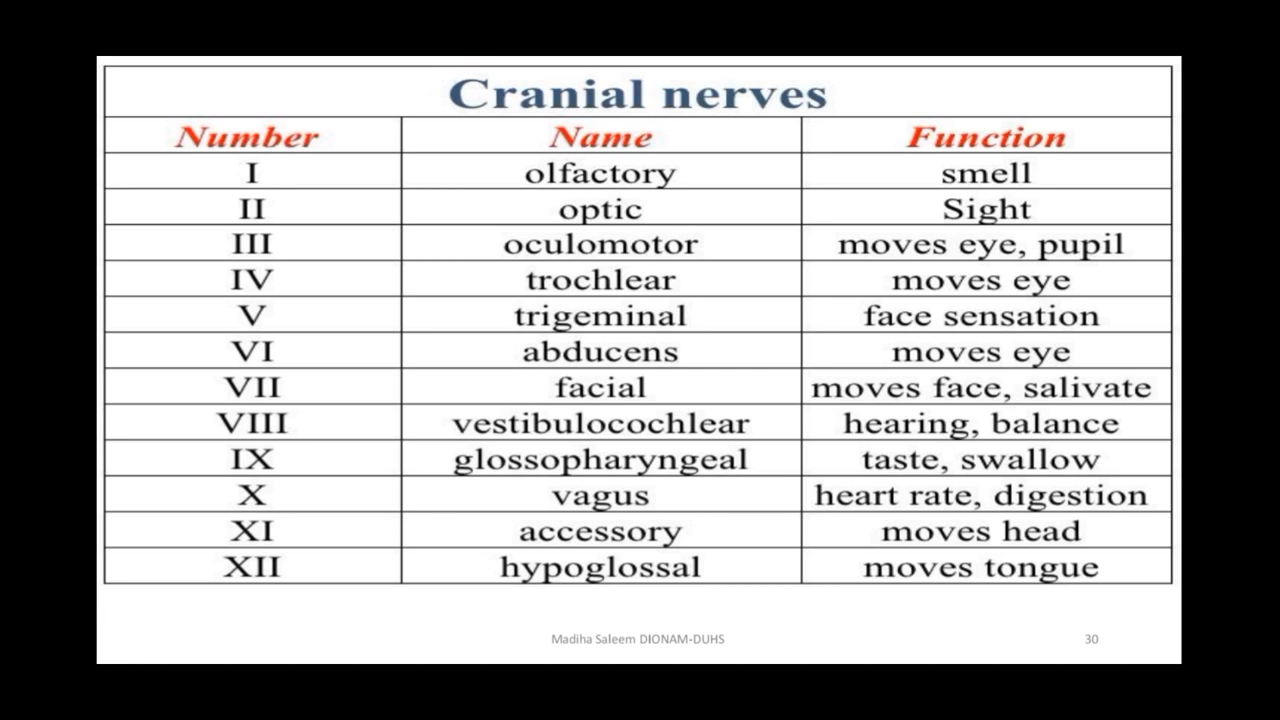 Cranial nerves
Number Name Function
I olfactory smell
II optic Sight
III oculomotor moves eye, pupil
IV trochlear moves eye
V trigeminal face sensation
VI abducens moves eye
VII facial moves face, salivate
VIII vestibulocochlear hearing, balance
IX glossopharyngeal taste, swallow
X vagus heart rate, digestion
XI accessory moves head
XII hypoglossal moves tongue
Madiha Saleem DIONAM-DUHS 30